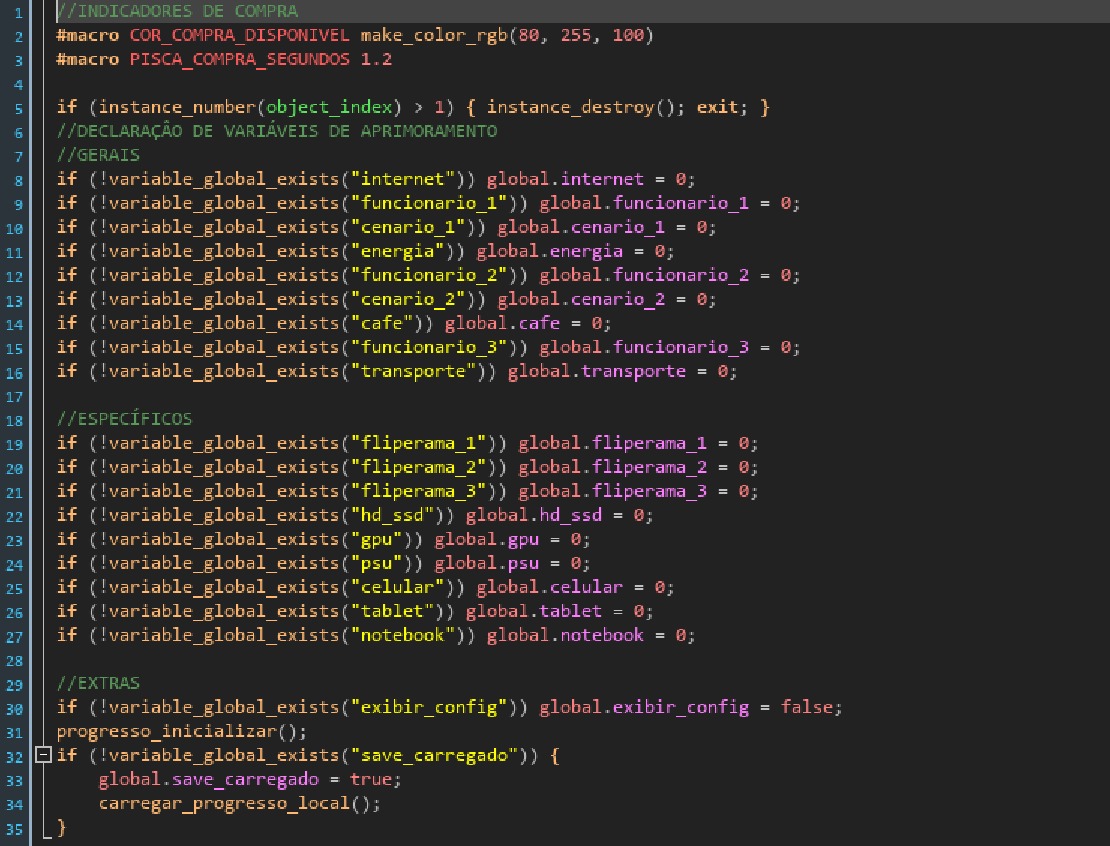 1 //INDICADORES DE COMPRA
2 #macro COR_COMPRA_DISPONIVEL make_color_rgb(80, 255, 100)
3 #macro PISCA_COMPRA_SEGUNDOS 1.2
4
5 if (instance_number(object_index) > 1) { instance_destroy(); exit; }
6 //DECLARAÇÃO DE VARIÁVEIS DE APRIMORAMENTO
7 //GERAIS
8 if (!variable_global_exists("internet")) global.internet = 0;
9 if (!variable_global_exists("funcionario_1")) global.funcionario_1 = 0;
10 if (!variable_global_exists("cenario_1")) global.cenario_1 = 0;
11 if (!variable_global_exists("energia")) global.energia = 0;
12 if (!variable_global_exists("funcionario_2")) global.funcionario_2 = 0;
13 if (!variable_global_exists("cenario_2")) global.cenario_2 = 0;
14 if (!variable_global_exists("cafe")) global.cafe = 0;
15 if (!variable_global_exists("funcionario_3")) global.funcionario_3 = 0;
16 if (!variable_global_exists("transporte")) global.transporte = 0;
17
18 //ESPECÍFICOS
19 if (!variable_global_exists("fliperama_1")) global.fliperama_1 = 0;
20 if (!variable_global_exists("fliperama_2")) global.fliperama_2 = 0;
21 if (!variable_global_exists("fliperama_3")) global.fliperama_3 = 0;
22 if (!variable_global_exists("hd_ssd")) global.hd_ssd = 0;
23 if (!variable_global_exists("gpu")) global.gpu = 0;
24 if (!variable_global_exists("psu")) global.psu = 0;
25 if (!variable_global_exists("celular")) global.celular = 0;
26 if (!variable_global_exists("tablet")) global.tablet = 0;
27 if (!variable_global_exists("notebook")) global.notebook = 0;
28
29 //EXTRAS
30 if (!variable_global_exists("exibir_config")) global.exibir_config = false;
31 progresso_inicializar();
32 if (!variable_global_exists("save_carregado")) {
33 global.save_carregado = true;
34 carregar_progresso_local();
35 }